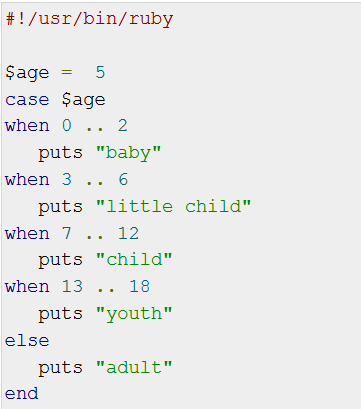 #!/usr/bin/ruby

$age =  5
case $age
when 0 .. 2
   puts "baby"
when 3 .. 6
   puts "little child"
when 7 .. 12
   puts "child"
when 13 .. 18
   puts "youth"
else
   puts "adult"
end